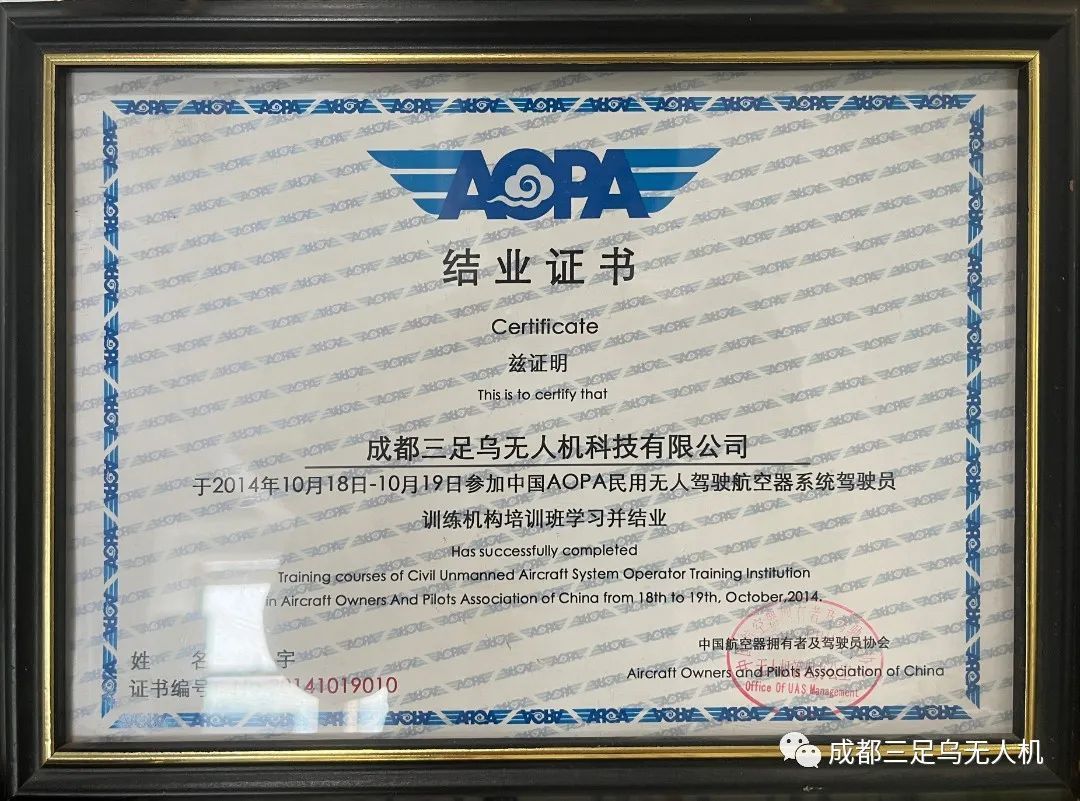 AOPA
结业证书
Certificate
兹证明
This is to certify that
成都三足乌无人机科技有限公司
于2014年10月18日-10月19日参加中国AOPA民用无人驾驶航空器系统驾驶员
训练机构培训班学习并结业
Has successfully completed
Training courses of Civil Unmanned Aircraft System Operator Training Institution
in Aircraft Owners And Pilots Association of China from 18th to 19th, October,2014.
中国航空器拥有者及驾驶员协会
Aircraft Owners and Pilots Association of China
Office Of UAS Management
姓 名 宇
证书编号 141019010
成都三足乌无人机